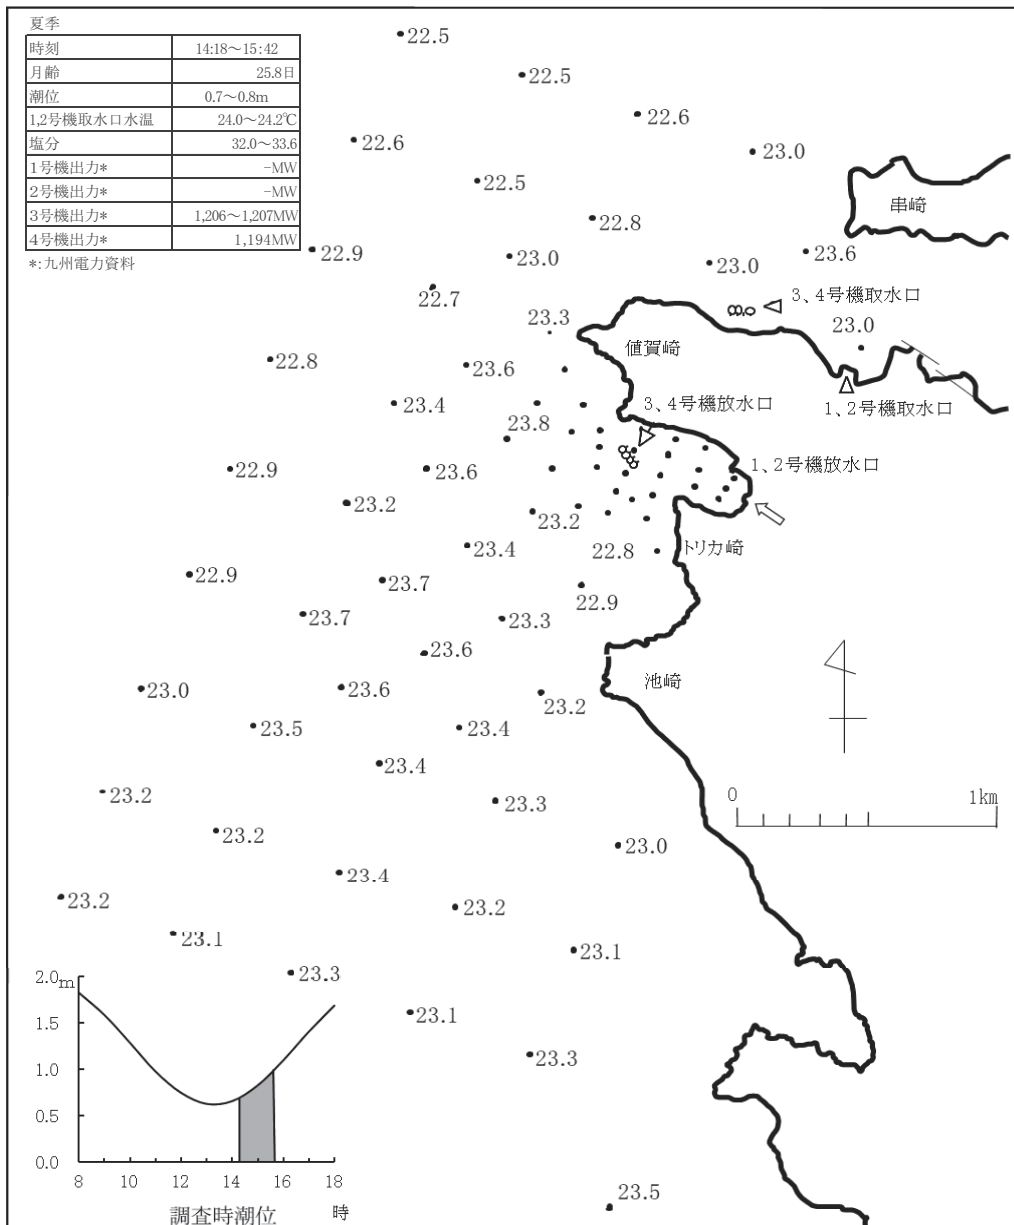 夏季
時刻 14:18～15:42
月齢 25.8日
潮位 0.7～0.8m
1,2号機取水口水温 24.0～24.2℃
塩分 32.0～33.6
1号機出力* -MW
2号機出力* -MW
3号機出力* 1,206～1,207MW
4号機出力* 1,194MW
*:九州電力資料
22.5
22.5
22.6
22.6
23.0
22.5
串崎
22.8
22.9
23.0
23.0
23.6
22.7
3、4号機取水口
23.3
23.0
値賀崎
22.8
23.6
23.4
3、4号機放水口
1、2号機取水口
23.8
22.9
23.6
1、2号機放水口
23.2
23.2
23.4
22.8
トリカ崎
22.9
23.7
22.9
23.7
23.3
23.6
23.0
23.6
池崎
23.2
23.5
23.4
23.4
23.2
23.3
0 1km
23.2
23.0
23.4
23.2
23.2
23.1
23.1
23.3
23.1
23.3
23.5
2.0m
1.5
1.0
0.5
0.0
8 10 12 14 16 18
調査時潮位 時